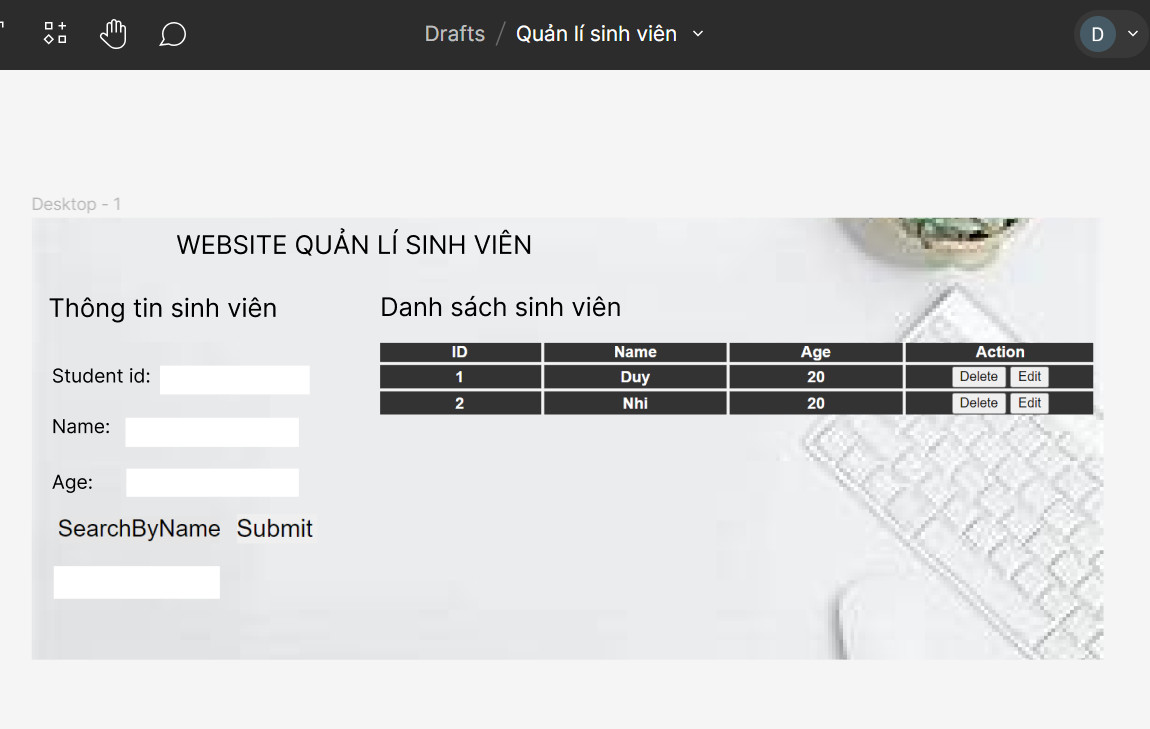 Drafts / Quản lí sinh viên
D
Desktop - 1
WEBSITE QUẢN LÍ SINH VIÊN
Thông tin sinh viên
Student id:
Name:
Age:
SearchByName Submit
Danh sách sinh viên
ID Name Age Action
1 Duy 20 Delete Edit
2 Nhi 20 Delete Edit